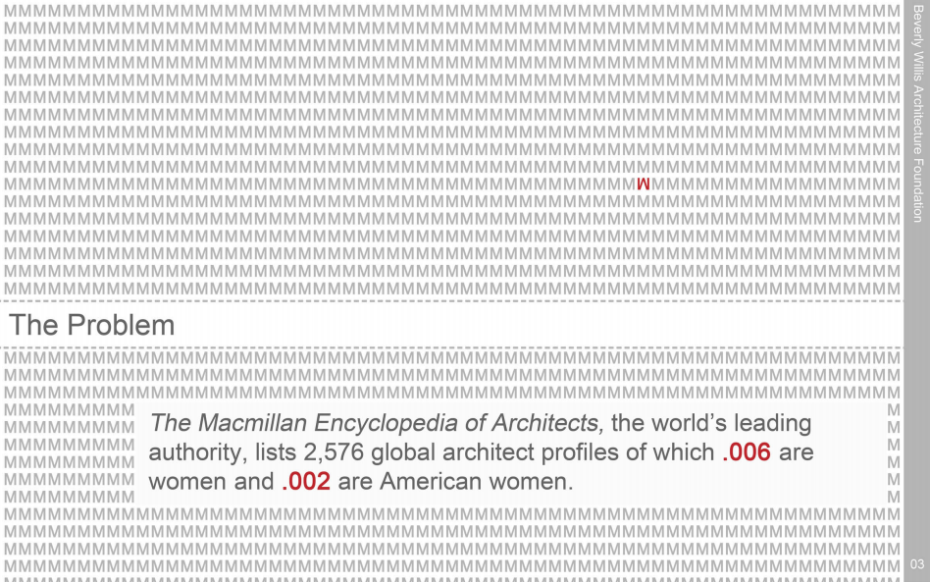 Beverly Willis Architecture Foundation
The Problem
The Macmillan Encyclopedia of Architects, the world's leading
authority, lists 2,576 global architect profiles of which .006 are
women and .002 are American women.
03